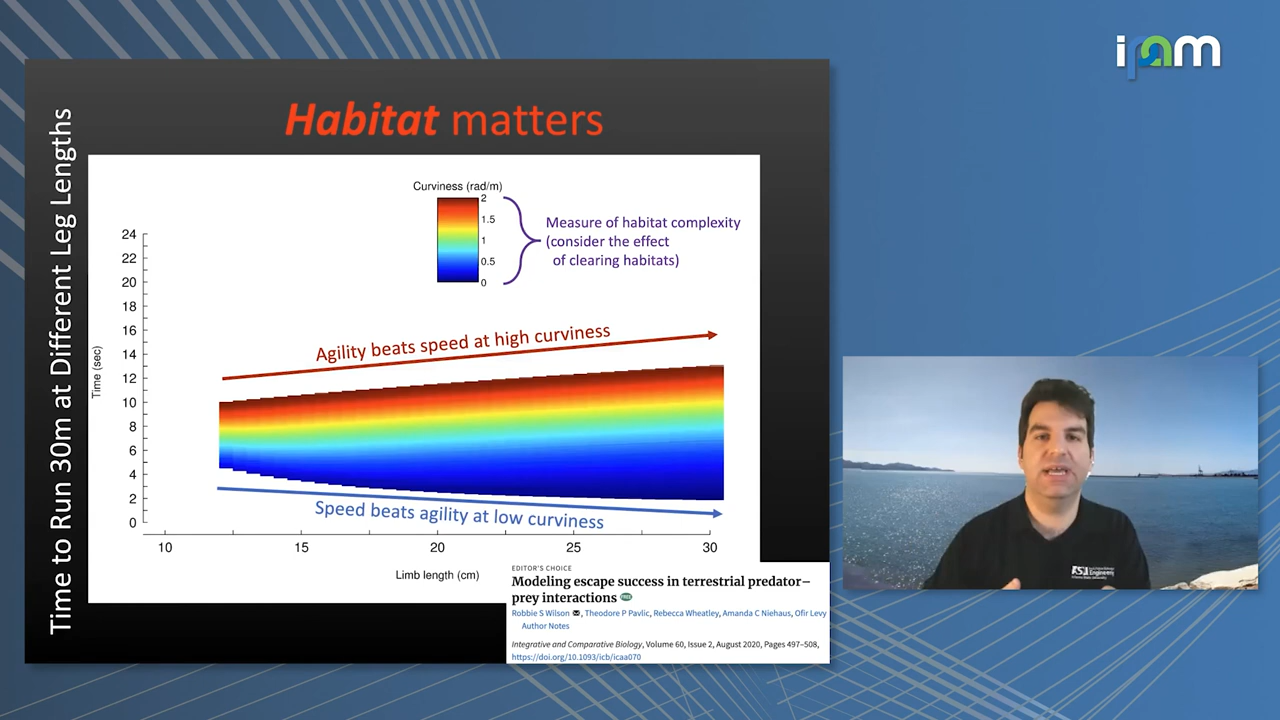 ipam
Habitat matters
Time to Run 30m at Different Leg Lengths
Curviness (rad/m)
2
1.5
1
0.5
0
Measure of habitat complexity
(consider the effect
of clearing habitats)
24
22
20
18
16
14
12
10
8
6
4
2
0
Time (sec)
Agility beats speed at high curviness
Speed beats agility at low curviness
10 15 20 25 30
Limb length (cm)
EDITOR'S CHOICE
Modeling escape success in terrestrial predator–
prey interactions FREE
Robbie S Wilson, Theodore P Pavlic, Rebecca Wheatley, Amanda C Niehaus, Ofir Levy
Author Notes
Integrative and Comparative Biology, Volume 60, Issue 2, August 2020, Pages 497–508,
https://doi.org/10.1093/icb/icaa070
ASU
Engineering